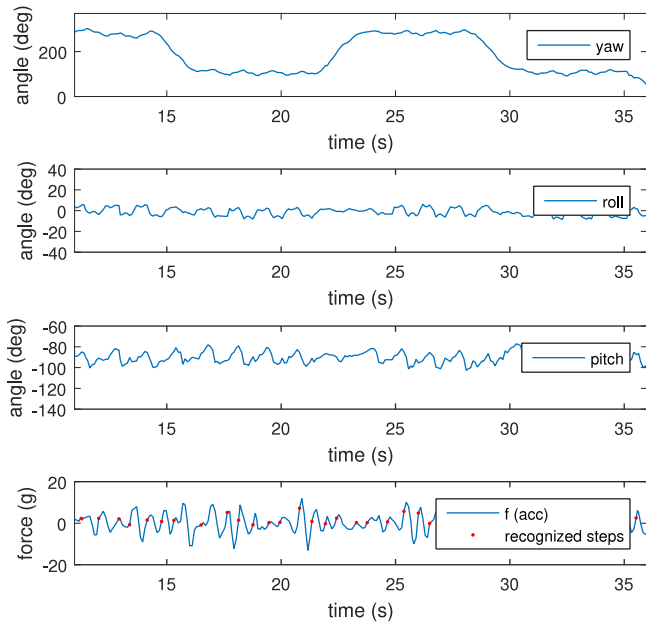 angle (deg)
200
0
yaw
15 20 25 30 35
time (s)
angle (deg)
40
20
0
-20
-40
roll
15 20 25 30 35
time (s)
angle (deg)
-60
-80
-100
-120
-140
pitch
15 20 25 30 35
time (s)
force (g)
20
0
-20
f (acc)
recognized steps
15 20 25 30 35
time (s)